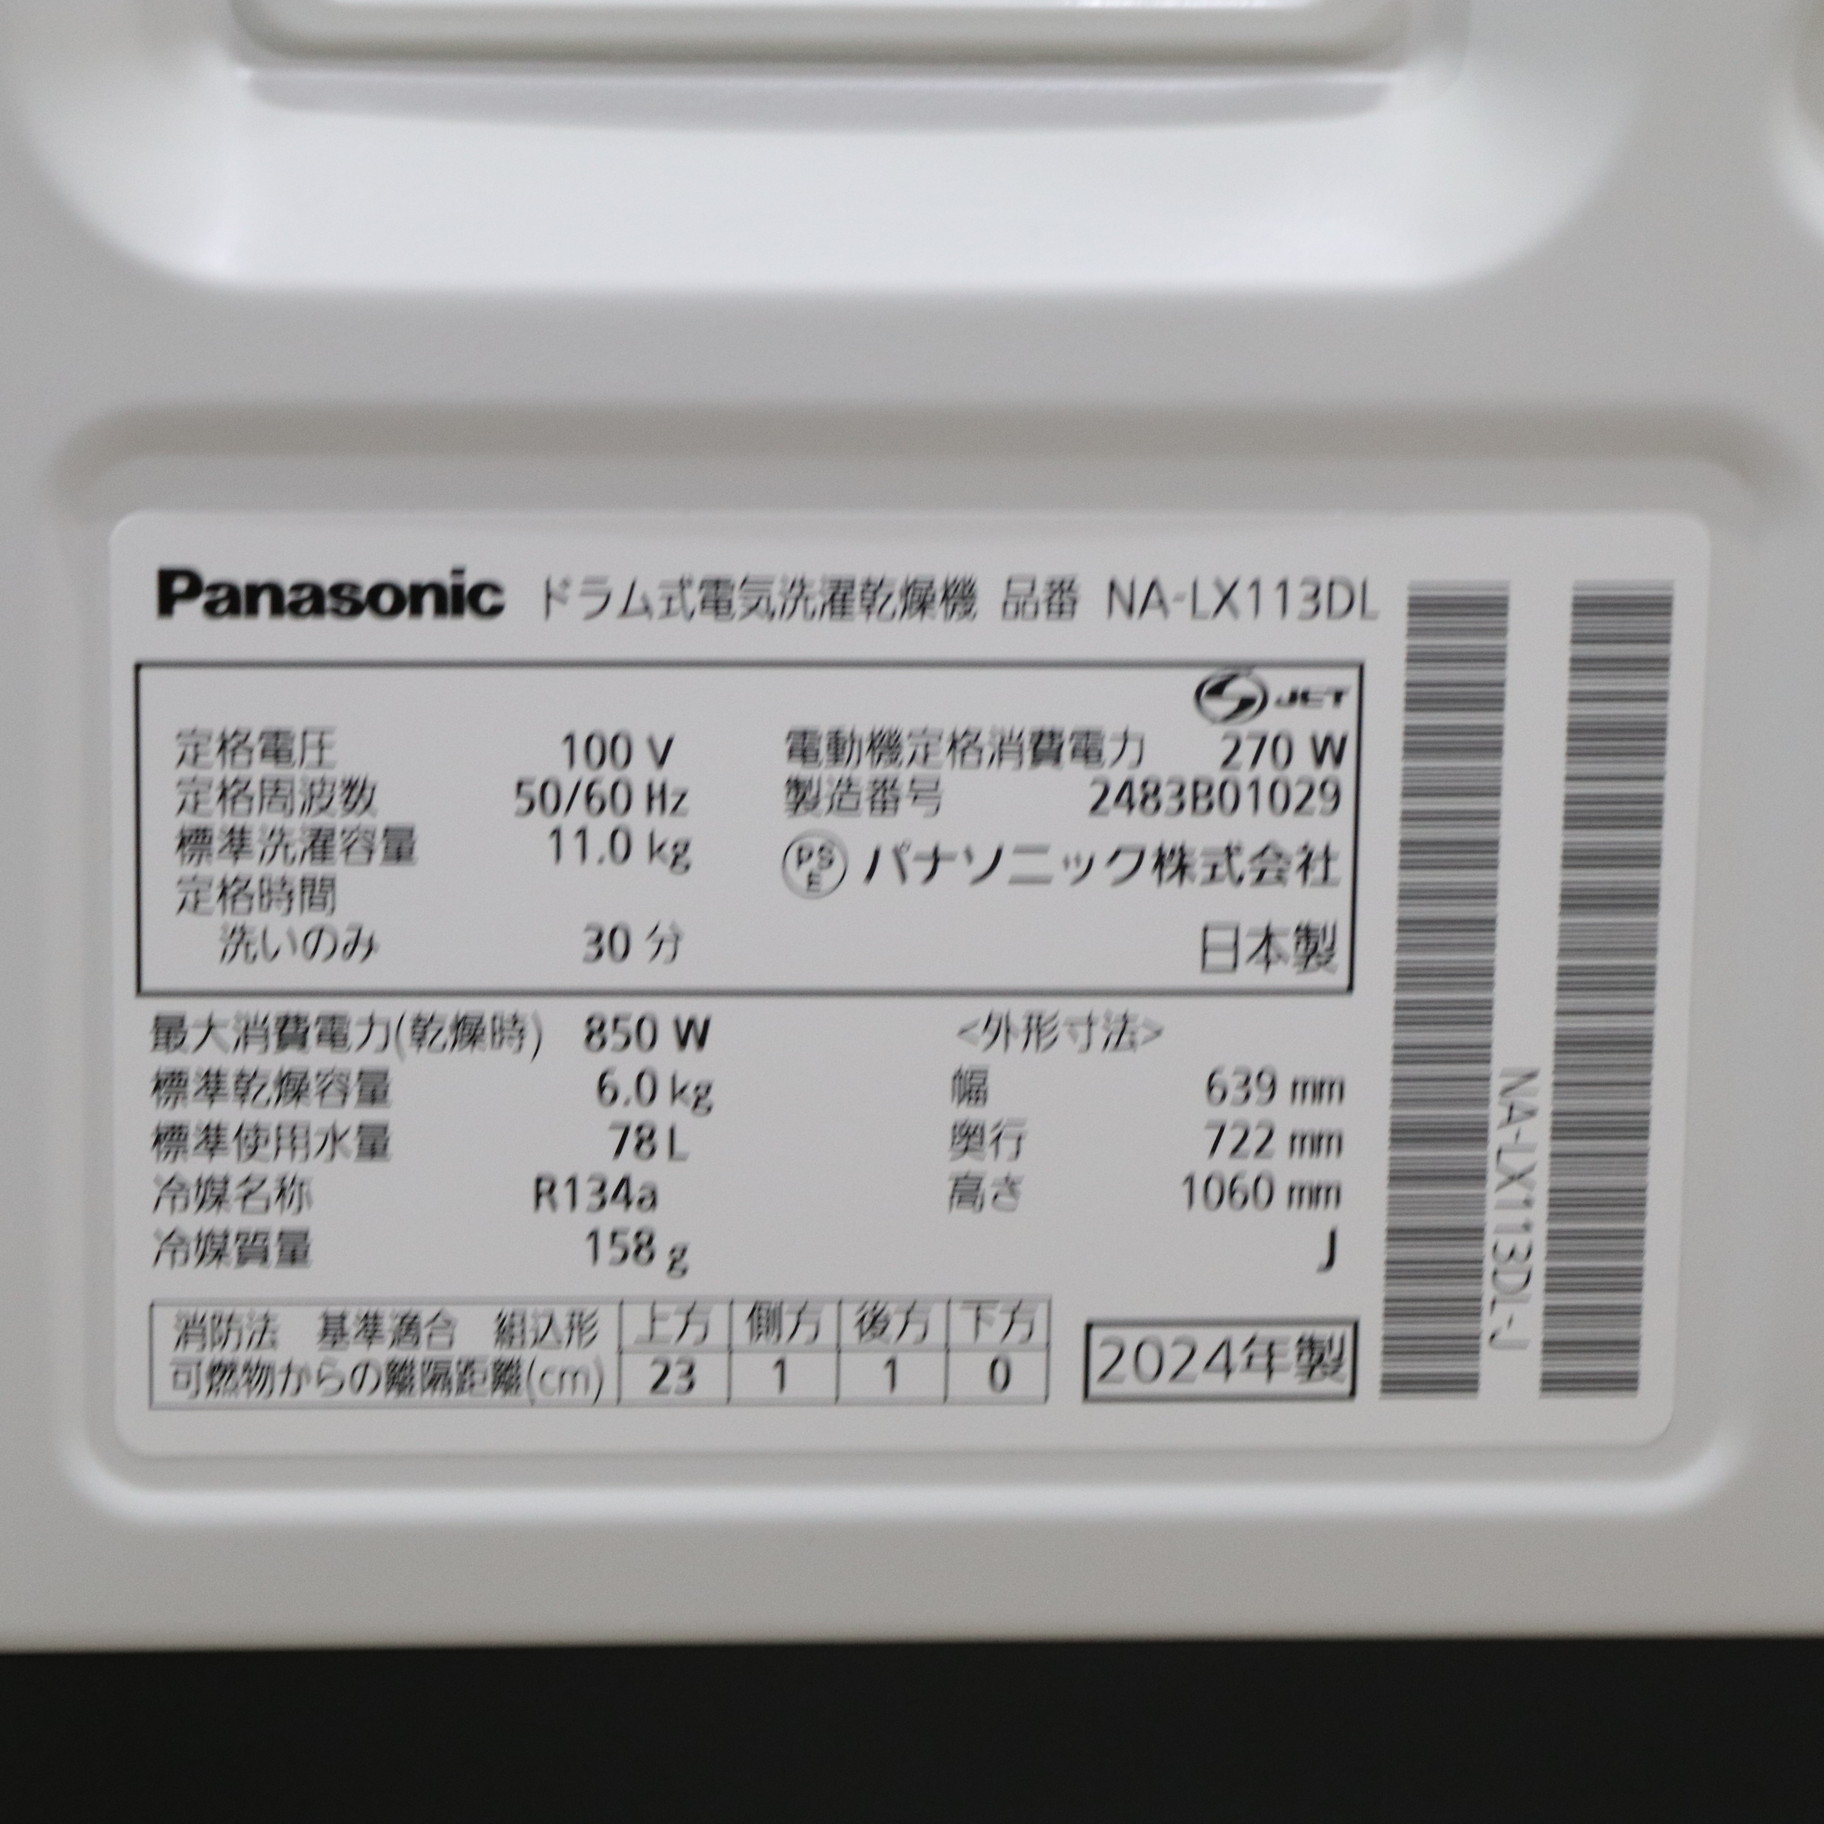 Panasonic ドラム式電気洗濯乾燥機 品番 NA-LX113DL
JET
定格電圧 100 V
定格周波数 50/60 Hz
標準洗濯容量 11.0 kg
定格時間
洗いのみ 30 分
電動機定格消費電力 270 W
製造番号 2483B01029
PSE パナソニック株式会社
日本製
最大消費電力(乾燥時) 850 W
標準乾燥容量 6.0 kg
標準使用水量 78 L
冷媒名称 R134a
冷媒質量 158 g
<外形寸法>
幅 639 mm
奥行 722 mm
高さ 1060 mm
J
消防法 基準適合 組込形 上方 側方 後方 下方
可燃物からの離隔距離(cm) 23 1 1 0
2024年製
NA-LX113DL-J